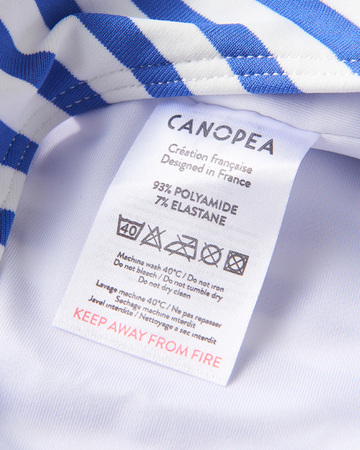 CANOPEA
Création française
Designed in France
93% POLYAMIDE
7% ELASTANE
40
Machina wash 40°C / Do not iron
Do not bleach / Do not tumble dry
Do not dry clean
Lavage machine 40°C / Ne pas repasser
Sechage machine interdit
Javel interdite / Nettoyage a sec interdit
KEEP AWAY FROM FIRE